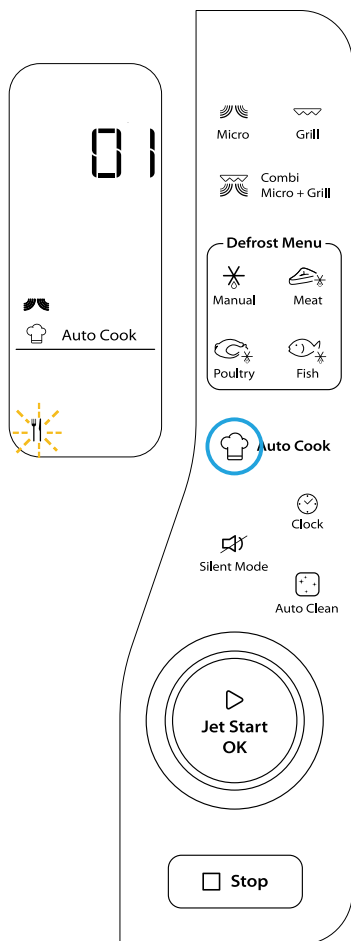 01
Auto Cook
Micro
Grill
Combi
Micro + Grill
Defrost Menu
Manual
Meat
Poultry
Fish
Auto Cook
Clock
Silent Mode
Auto Clean
Jet Start
OK
Stop